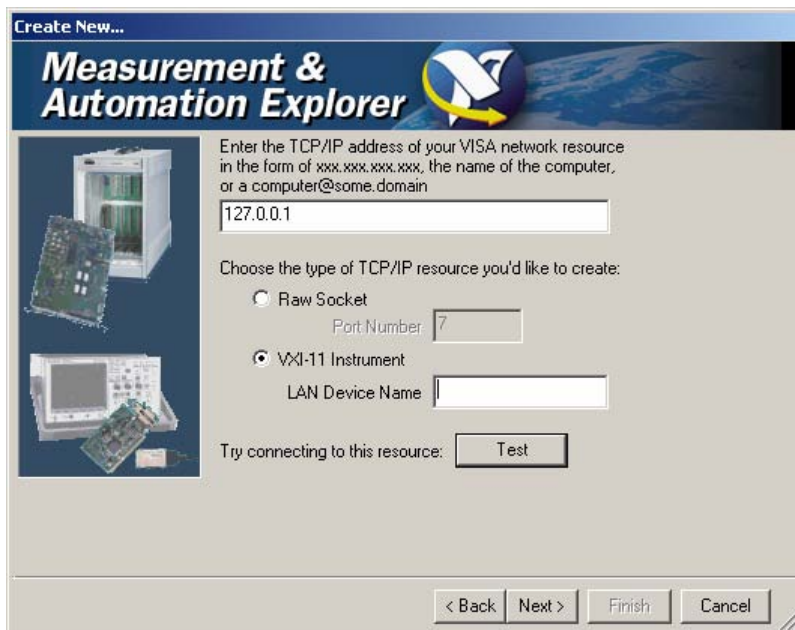 Create New...
Measurement &
Automation Explorer
Enter the TCP/IP address of your VISA network resource
in the form of xxx.xxx.xxx.xxx, the name of the computer,
or a computer@some.domain
127.0.0.1
Choose the type of TCP/IP resource you'd like to create:
Raw Socket
Port Number 7
VXI-11 Instrument
LAN Device Name
Try connecting to this resource: Test
< Back Next > Finish Cancel